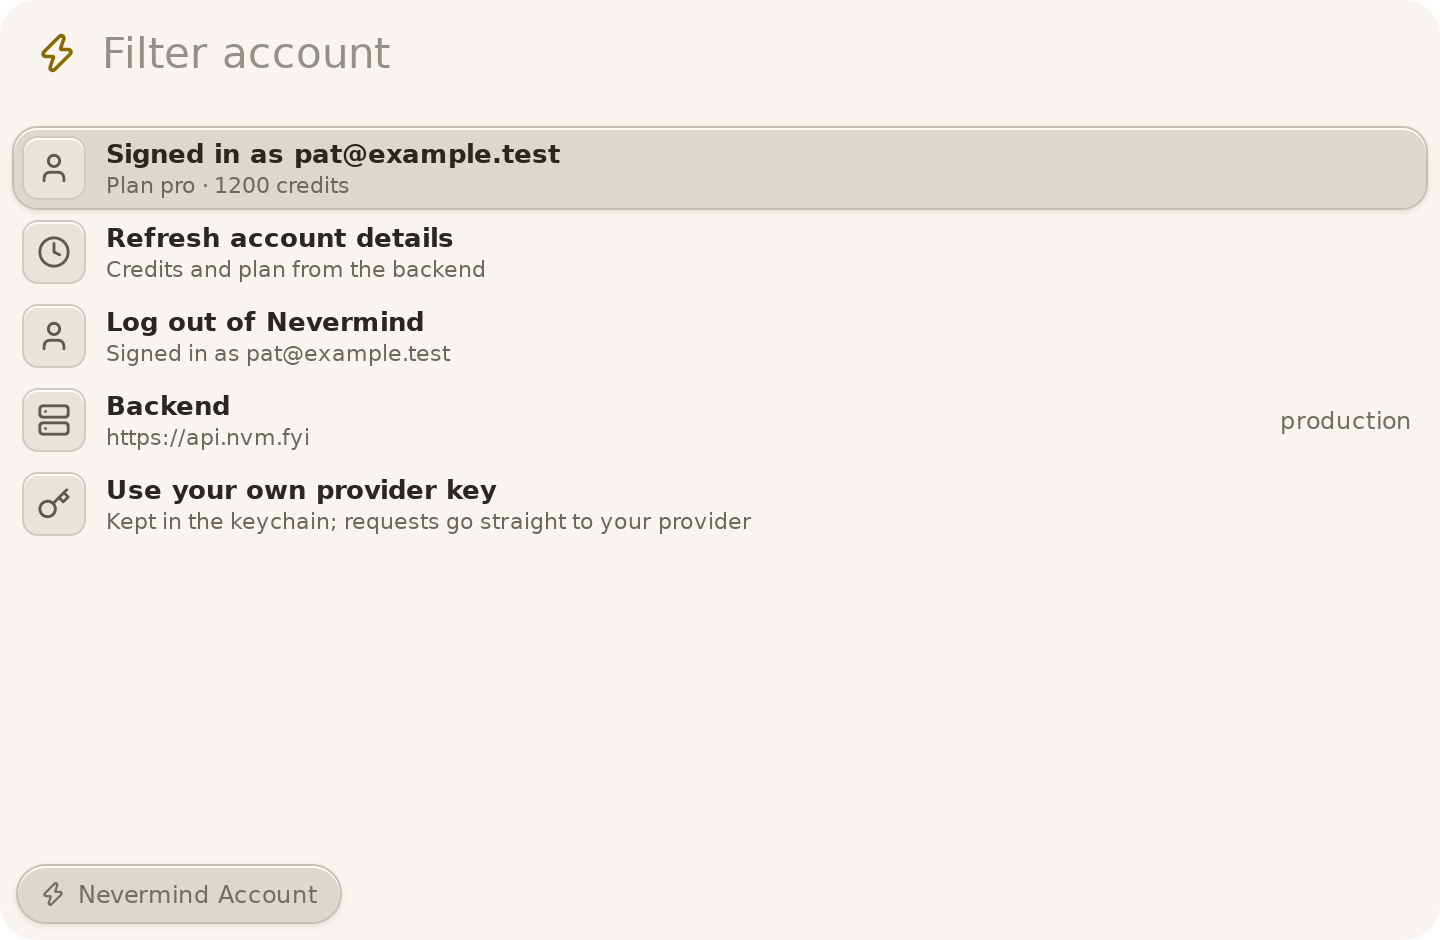 Filter account
Signed in as pat@example.test
Plan pro · 1200 credits
Refresh account details
Credits and plan from the backend
Log out of Nevermind
Signed in as pat@example.test
Backend
https://api.nvm.fyi
production
Use your own provider key
Kept in the keychain; requests go straight to your provider
Nevermind Account